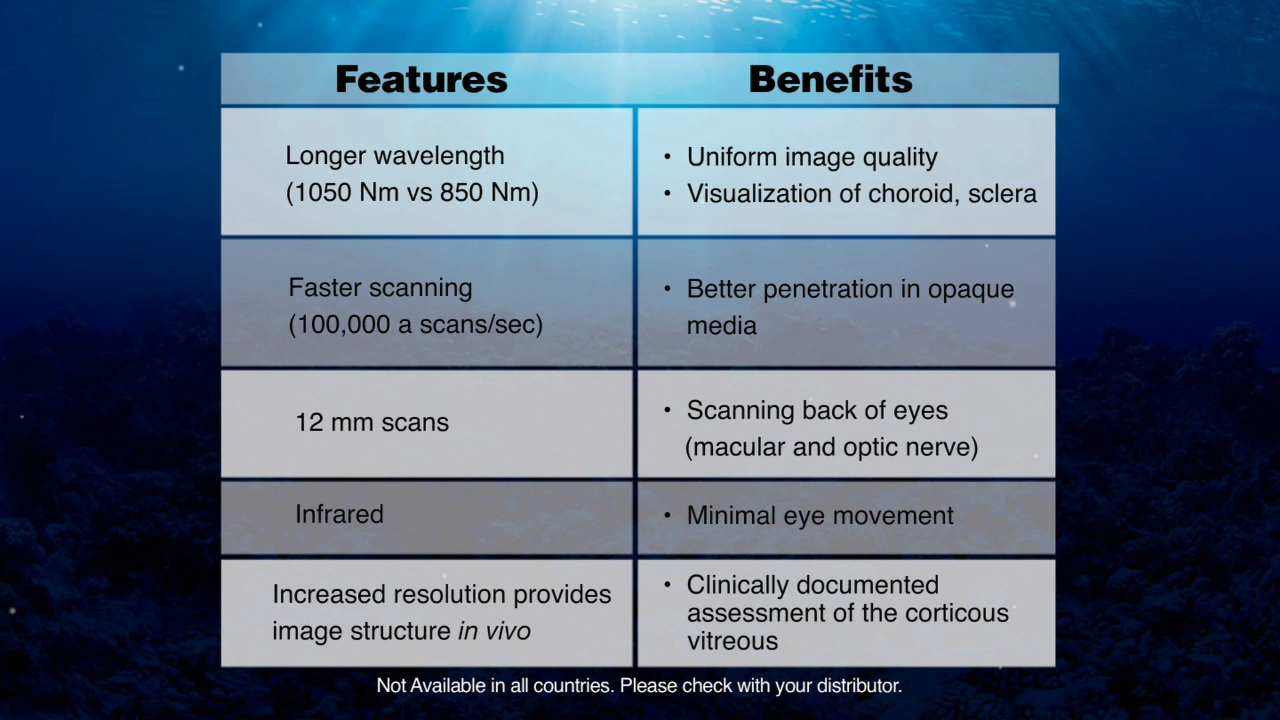 Features Benefits
Longer wavelength
(1050 Nm vs 850 Nm)
• Uniform image quality
• Visualization of choroid, sclera
Faster scanning
(100,000 a scans/sec)
• Better penetration in opaque
media
12 mm scans
• Scanning back of eyes
(macular and optic nerve)
Infrared
• Minimal eye movement
Increased resolution provides
image structure in vivo
• Clinically documented
assessment of the corticous
vitreous
Not Available in all countries. Please check with your distributor.